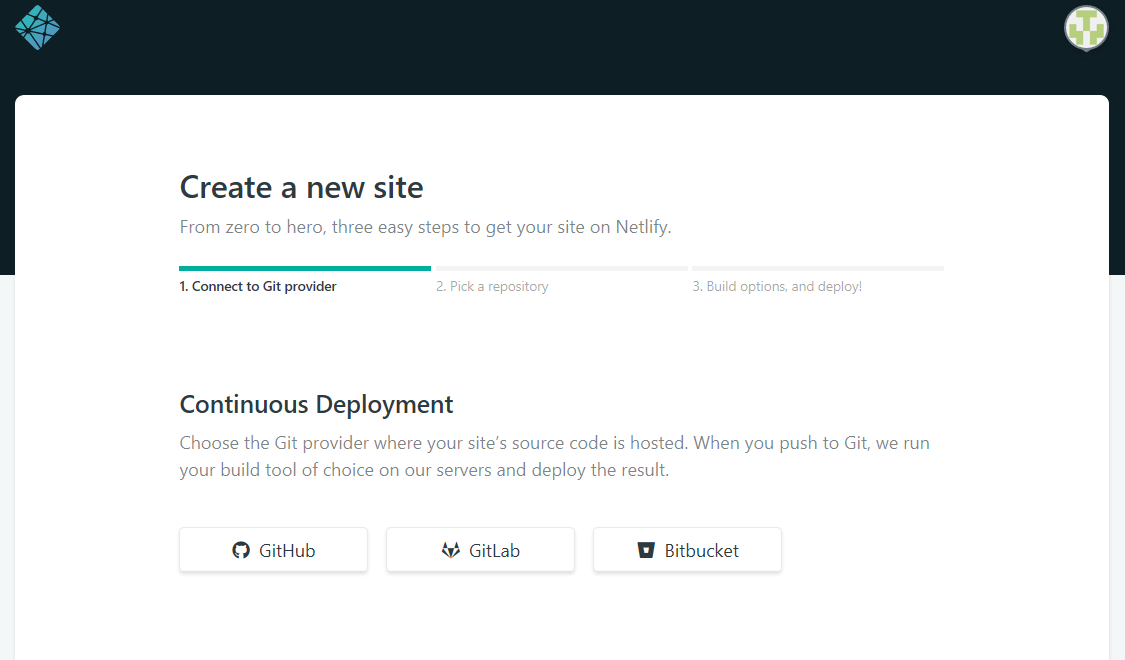 Create a new site
From zero to hero, three easy steps to get your site on Netlify.
1. Connect to Git provider
2. Pick a repository
3. Build options, and deploy!
Continuous Deployment
Choose the Git provider where your site’s source code is hosted. When you push to Git, we run
your build tool of choice on our servers and deploy the result.
GitHub
GitLab
Bitbucket